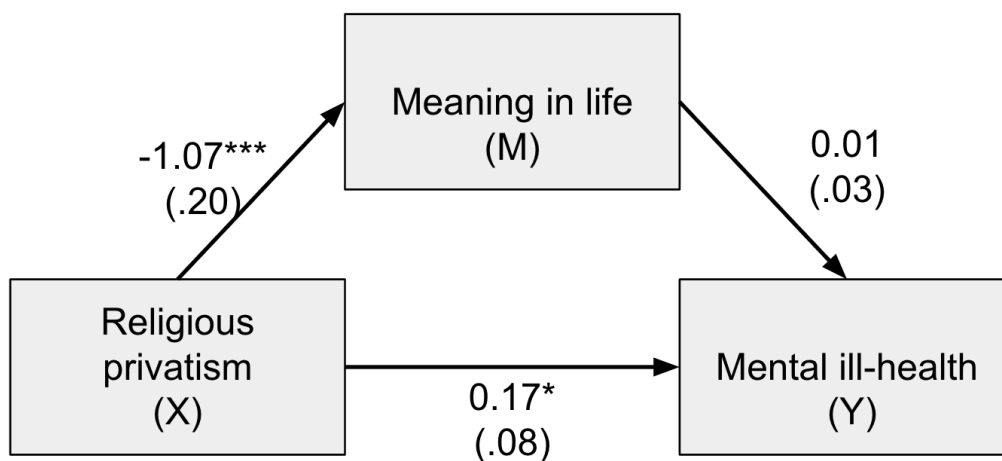 Meaning in life
(M)
-1.07***
(.20)
0.01
(.03)
Religious
privatism
(X)
0.17*
(.08)
Mental ill-health
(Y)